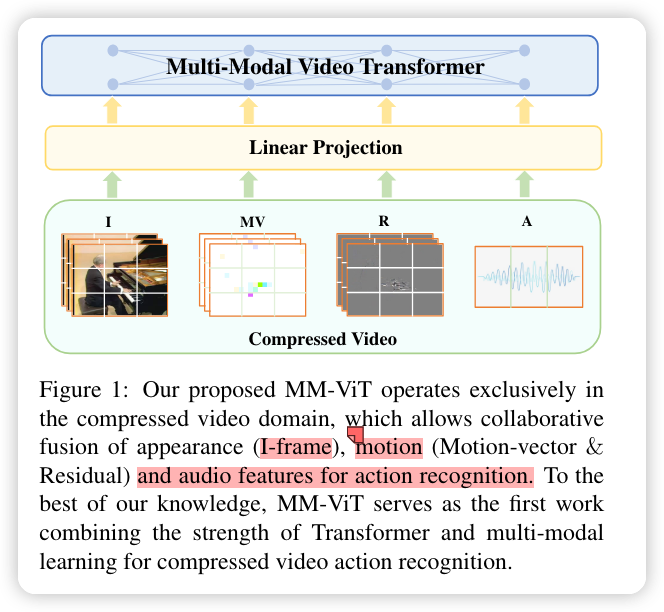 Multi-Modal Video Transformer
Linear Projection
I MV R A
Compressed Video
Figure 1: Our proposed MM-ViT operates exclusively in
the compressed video domain, which allows collaborative
fusion of appearance (I-frame), motion (Motion-vector &
Residual) and audio features for action recognition. To the
best of our knowledge, MM-ViT serves as the first work
combining the strength of Transformer and multi-modal
learning for compressed video action recognition.